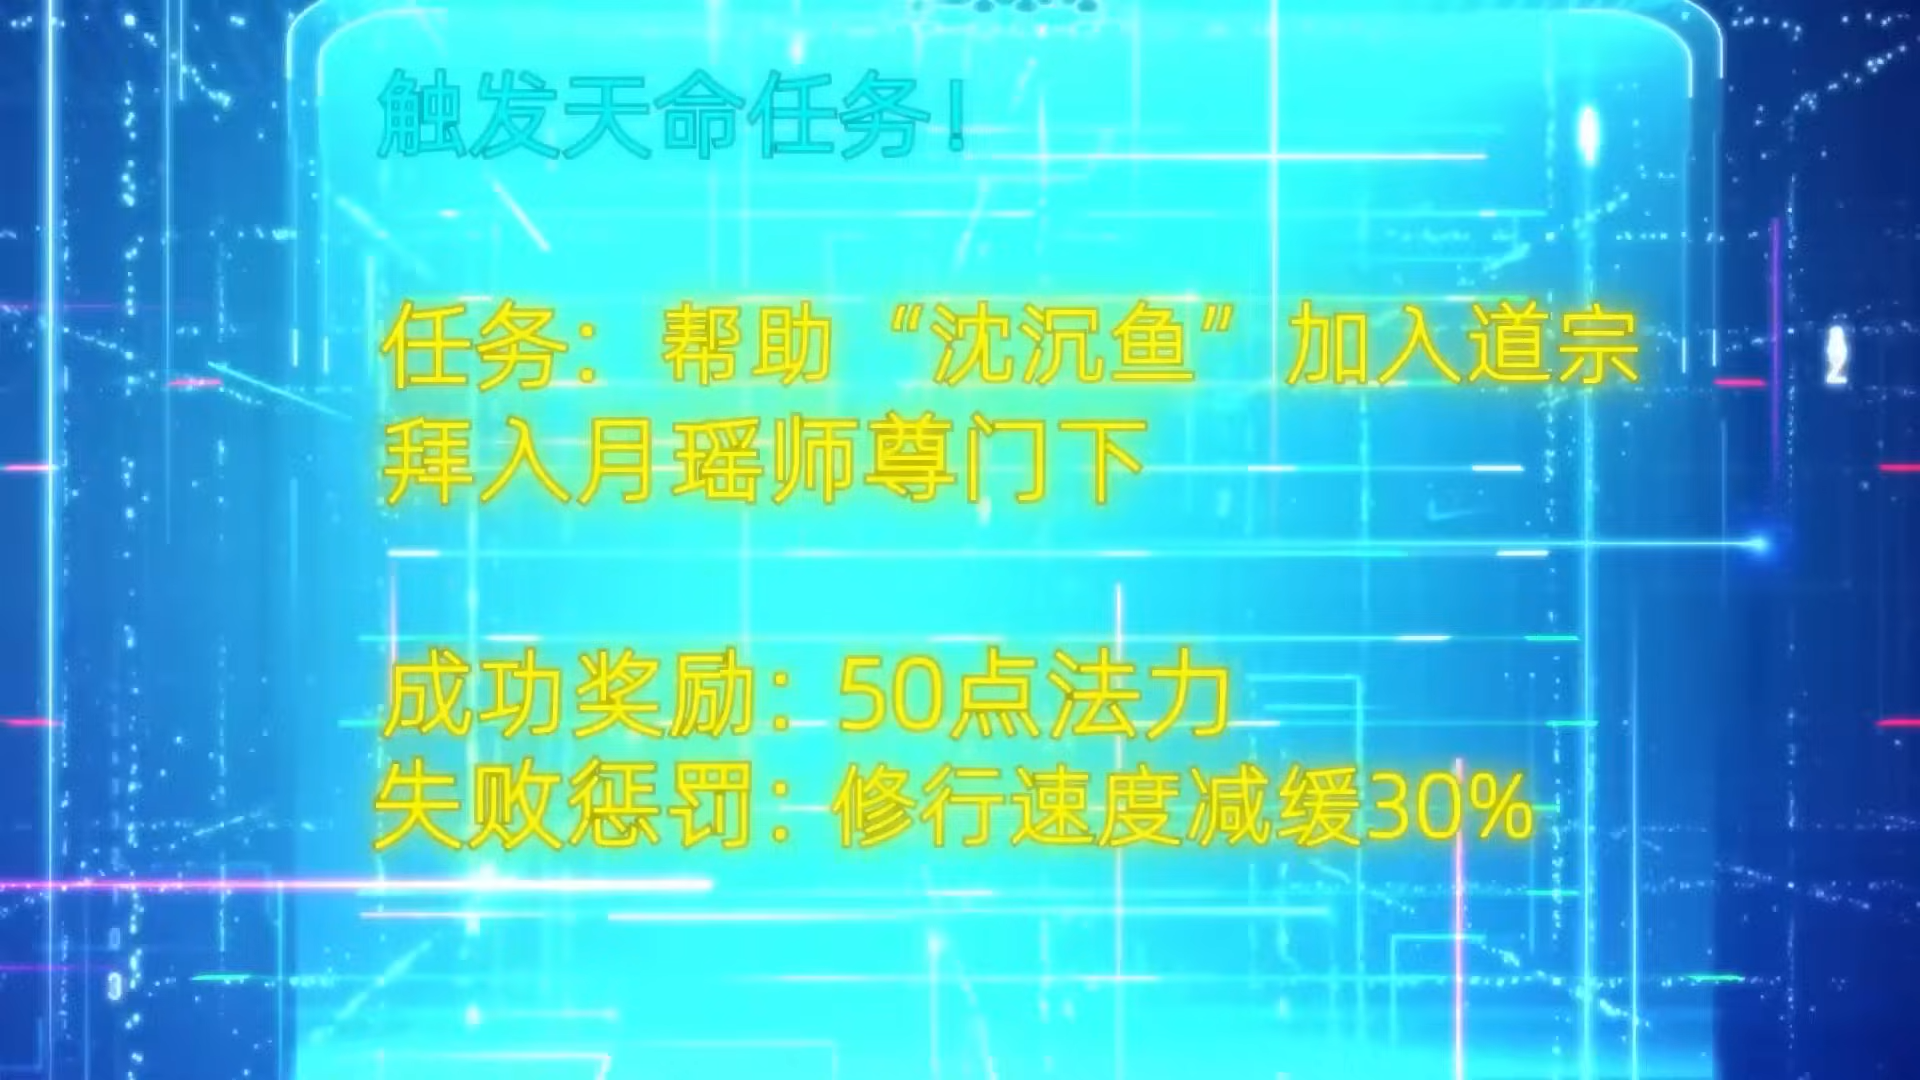 触发天命任务！
任务：帮助“沈沉鱼”加入道宗
拜入月瑶师尊门下
成功奖励：50点法力
失败惩罚：修行速度减缓30%